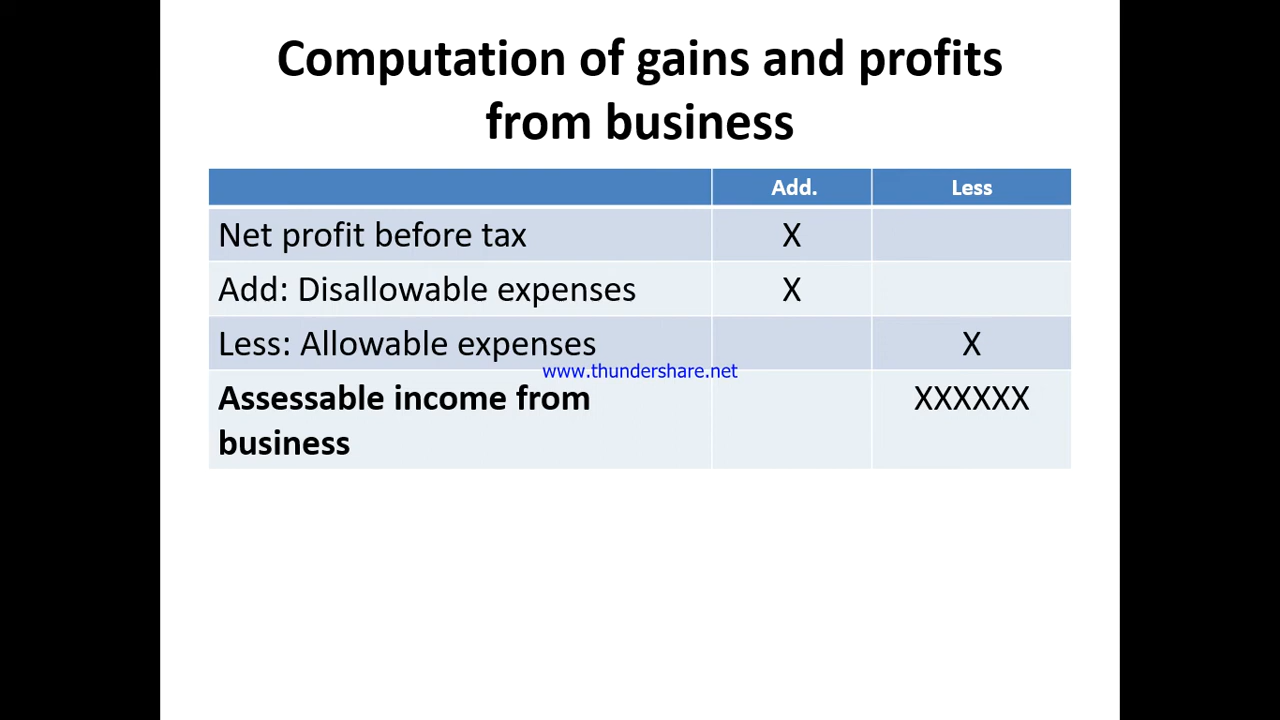 Computation of gains and profits
from business
Add. Less
Net profit before tax X
Add: Disallowable expenses X
Less: Allowable expenses X
www.thundershare.net
Assessable income from XXXXXX
business